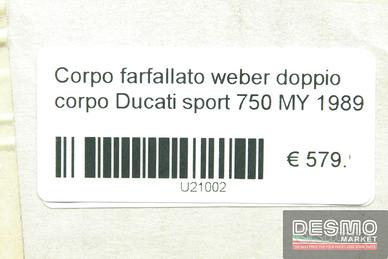 Corpo farfallato weber doppio
corpo Ducati sport 750 MY 1989
€ 579.
U21002
DESMO
MARKET